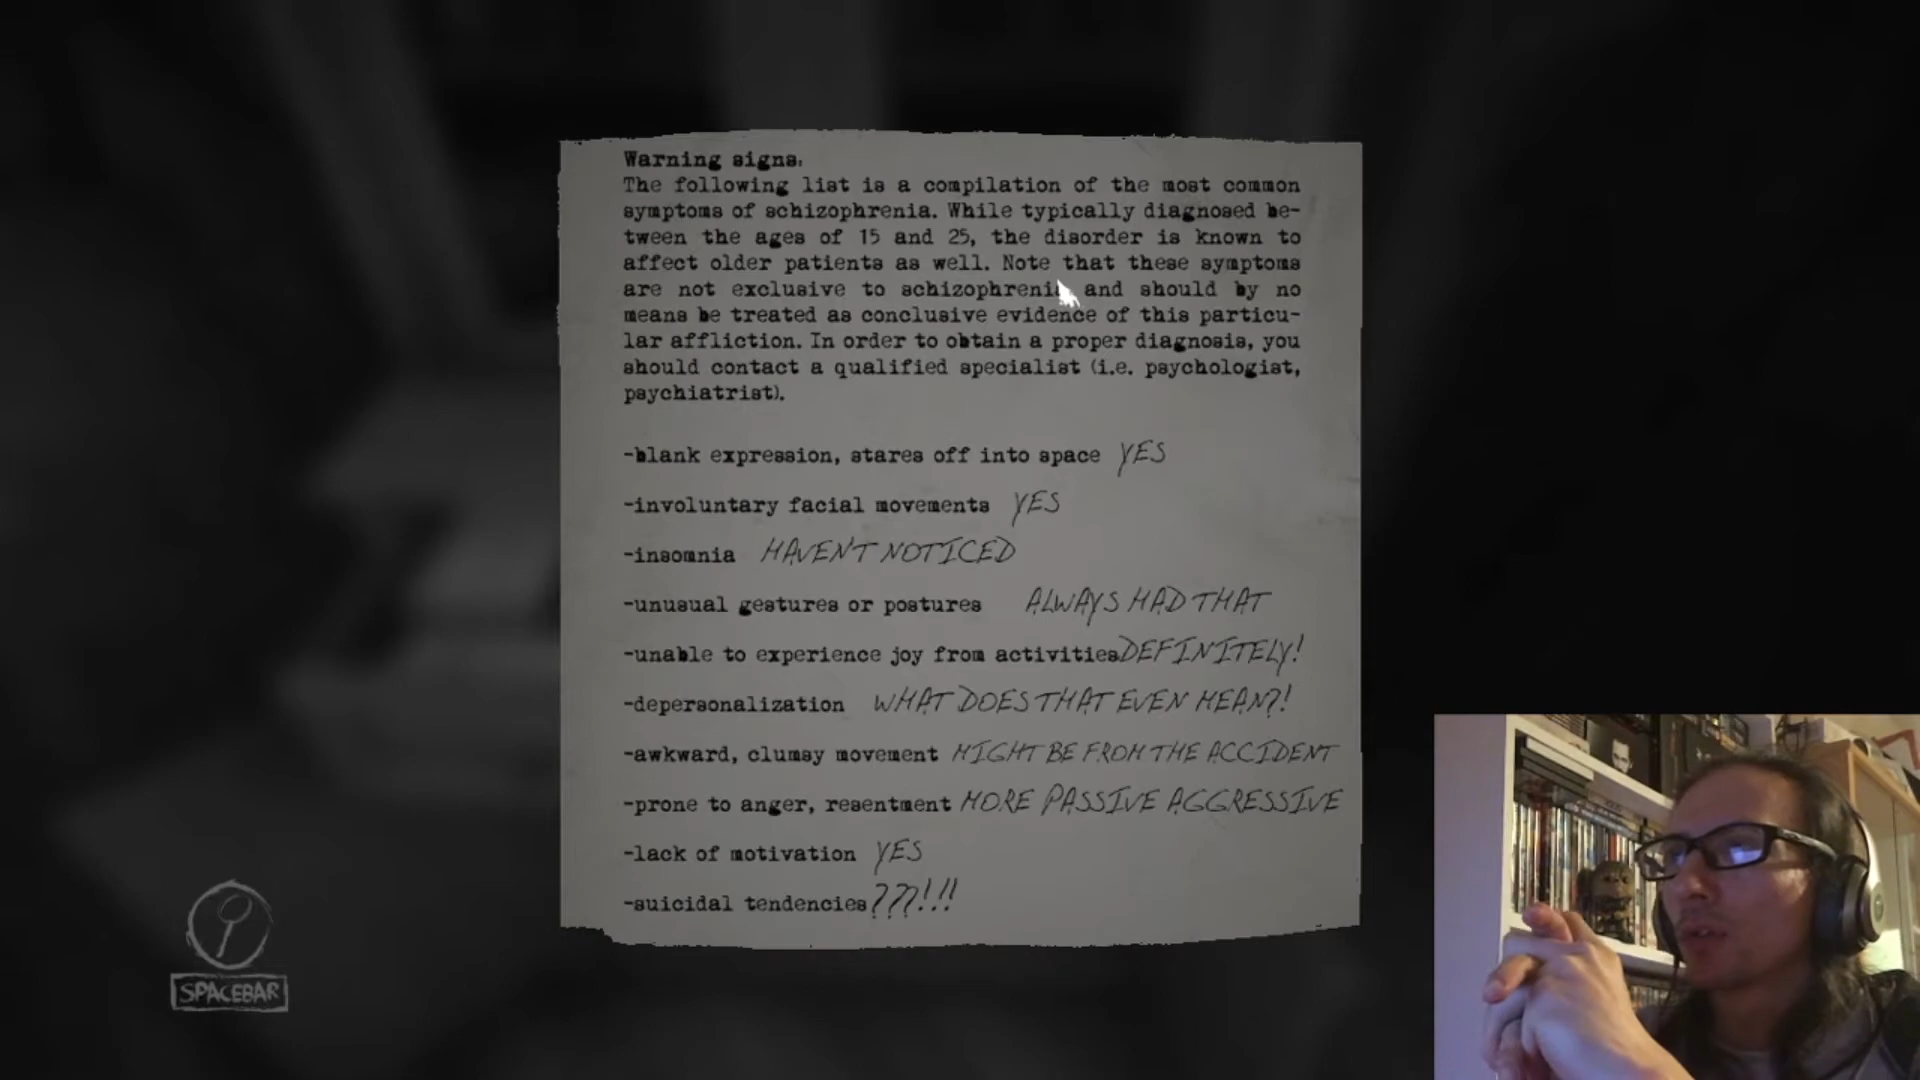 Warning signs:
The following list is a compilation of the most common
symptoms of schizophrenia. While typically diagnosed be-
tween the ages of 15 and 25, the disorder is known to
affect older patients as well. Note that these symptoms
are not exclusive to schizophrenia and should by no
means be treated as conclusive evidence of this particu-
lar affliction. In order to obtain a proper diagnosis, you
should contact a qualified specialist (i.e. psychologist,
psychiatrist).
-blank expression, stares off into space YES
-involuntary facial movements YES
-insomnia HAVEN'T NOTICED
-unusual gestures or postures ALWAYS HAD THAT
-unable to experience joy from activities DEFINITELY!
-depersonalization WHAT DOES THAT EVEN MEAN?!
-awkward, clumsy movement MIGHT BE FROM THE ACCIDENT
-prone to anger, resentment MORE PASSIVE AGGRESSIVE
-lack of motivation YES
-suicidal tendencies ???!!!
SPACEBAR